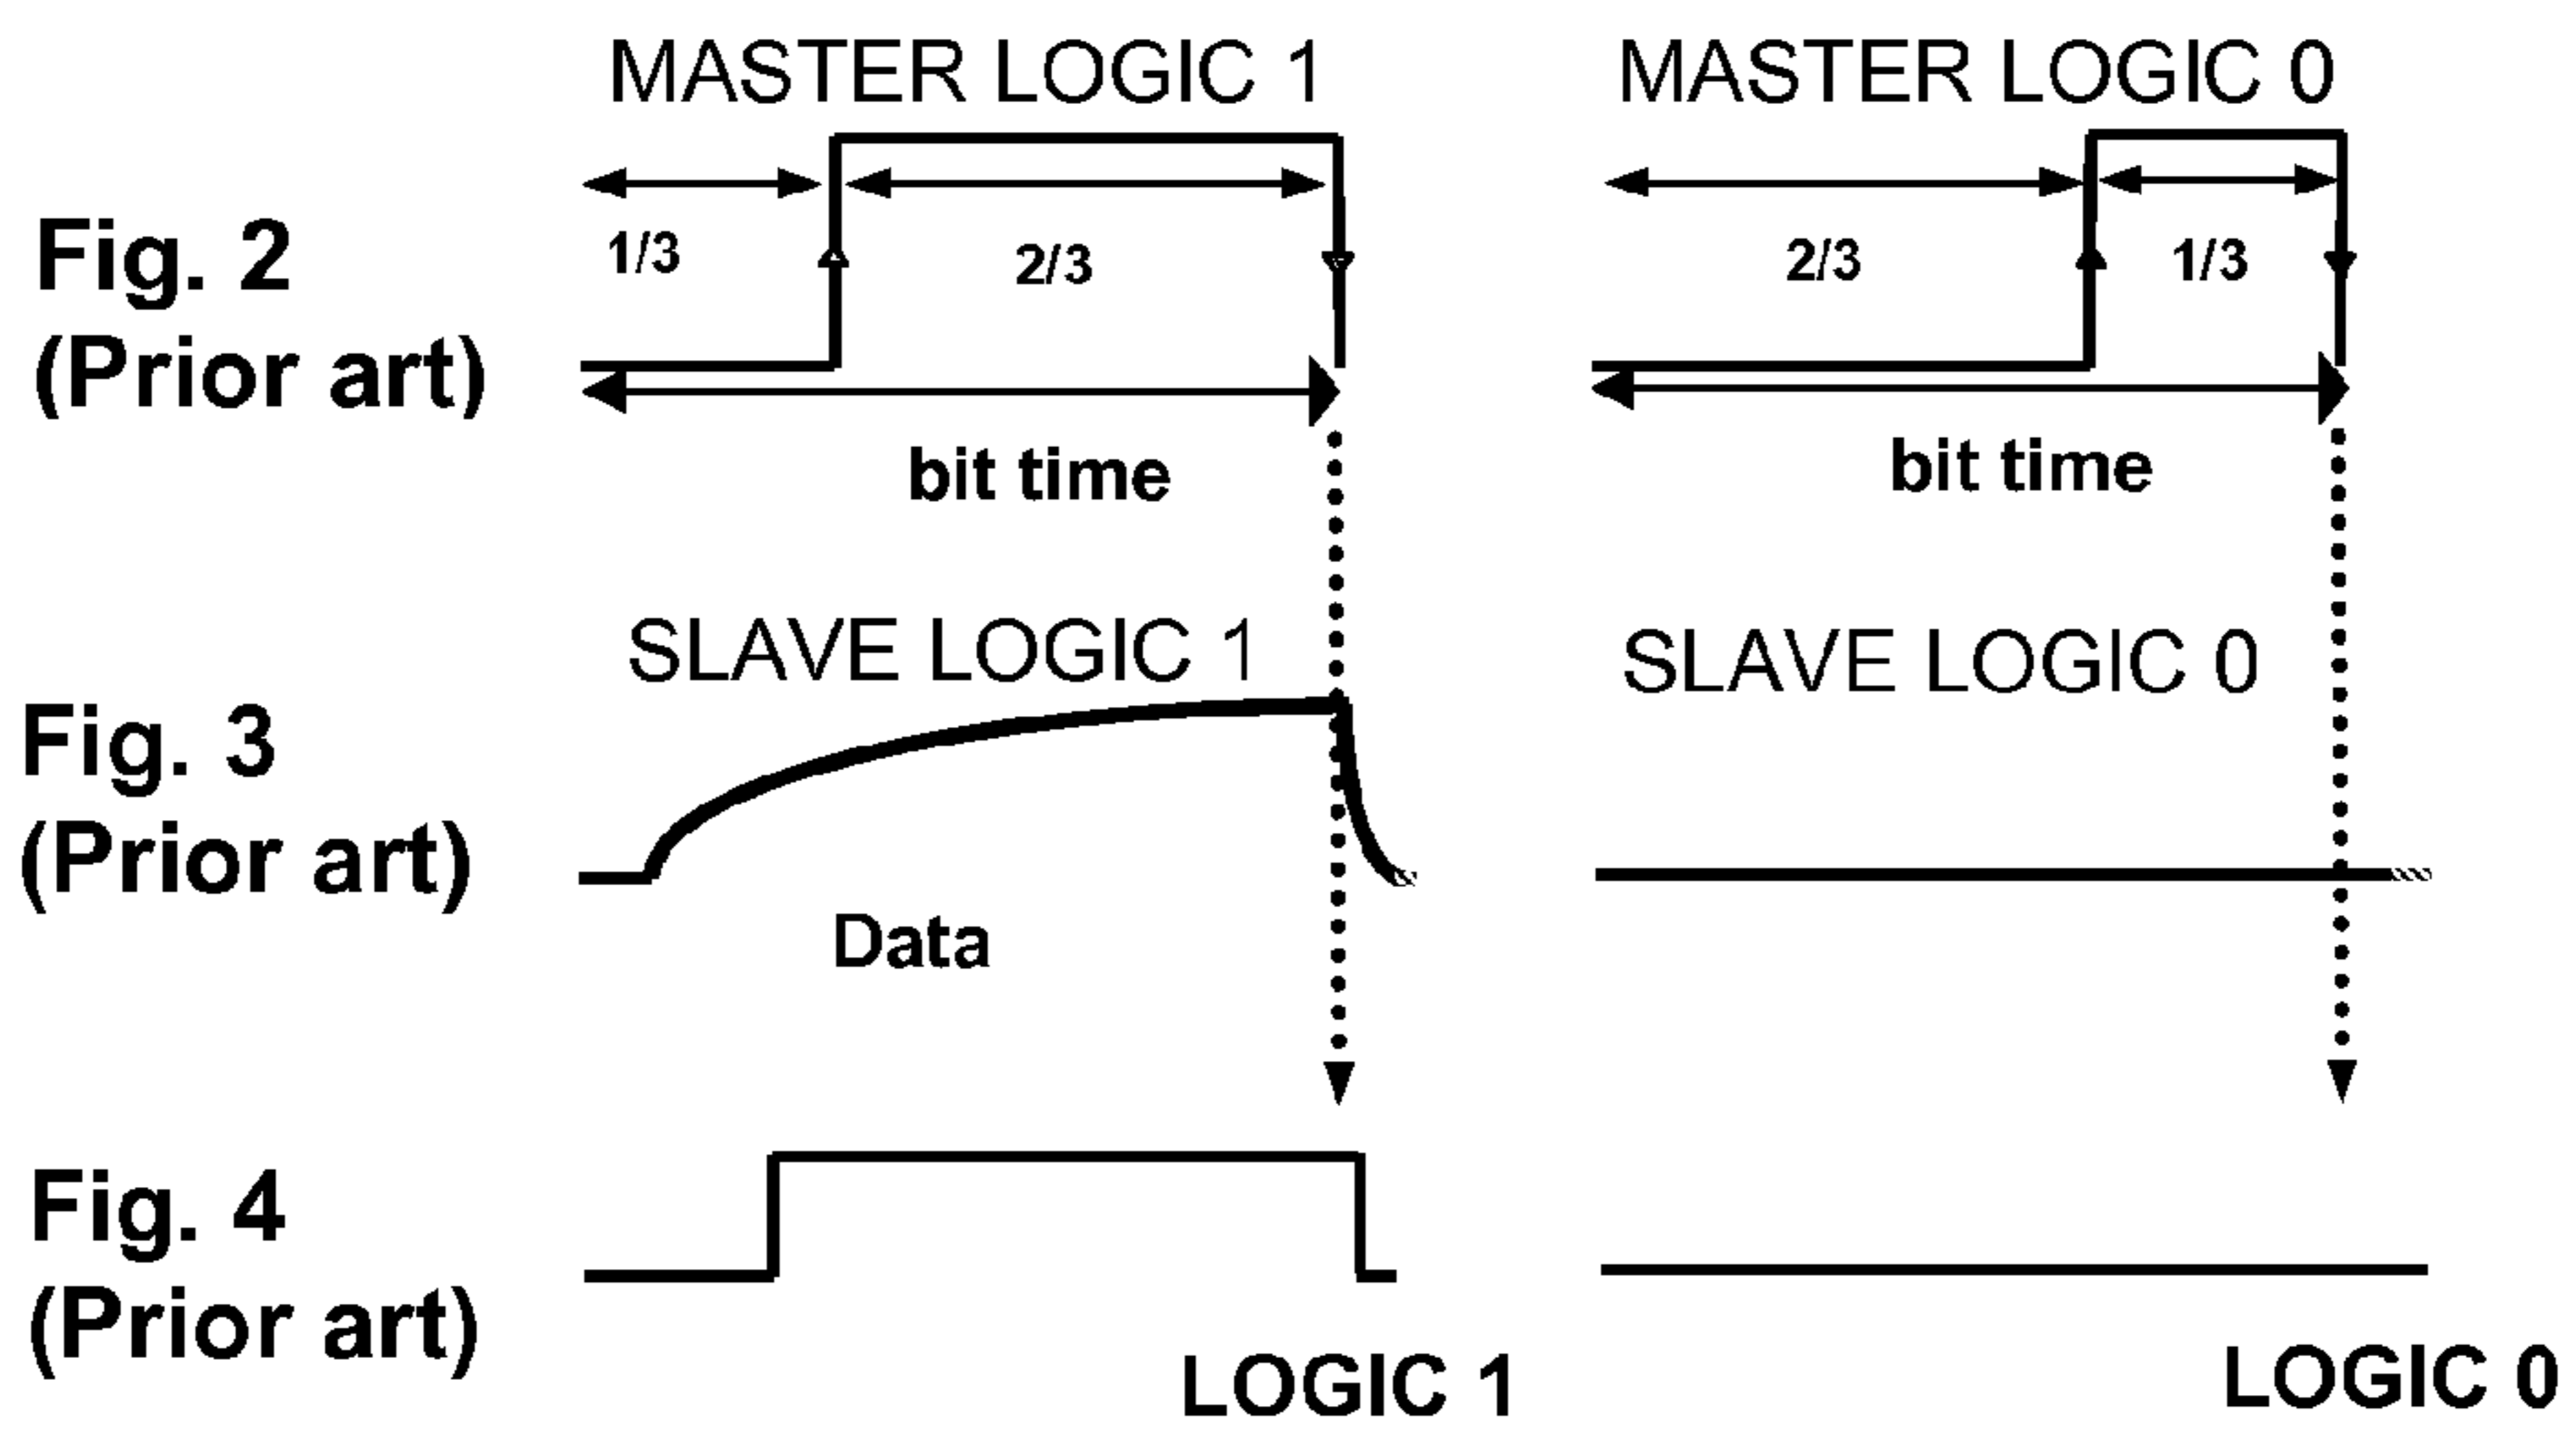 MASTER LOGIC 1
MASTER LOGIC 0
Fig. 2
(Prior art)
1/3
2/3
2/3
1/3
bit time
bit time
SLAVE LOGIC 1
SLAVE LOGIC 0
Fig. 3
(Prior art)
Data
Fig. 4
(Prior art)
LOGIC 1
LOGIC 0